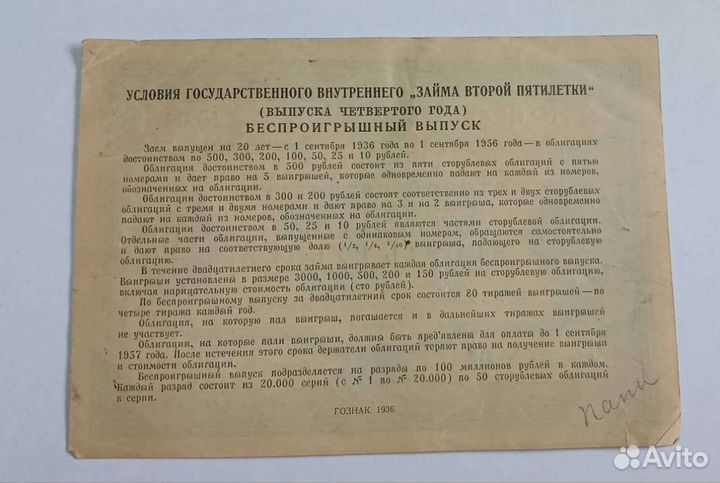 УСЛОВИЯ ГОСУДАРСТВЕННОГО ВНУТРЕННЕГО „ЗАЙМА ВТОРОЙ ПЯТИЛЕТКИ“
(ВЫПУСКА ЧЕТВЕРТОГО ГОДА)
БЕСПРОИГРЫШНЫЙ ВЫПУСК
Заем выпущен на 20 лет—с 1 сентября 1936 года по 1 сентября 1956 года—в облигациях
достоинством по 500, 300, 200, 100, 50, 25 и 10 рублей.
Облигация достоинством в 500 рублей состоит из пяти сторублевых облигаций с пятью
номерами и дает право на 5 выигрышей, которые одновременно падают на каждый из номеров,
обозначенных на облигации.
Облигации достоинством в 300 и 200 рублей состоят соответственно из трех и двух сторублевых
облигаций с тремя и двумя номерами и дают право на 3 и на 2 выигрыша, которые одновременно
падают на каждый из номеров, обозначенных на облигации.
Облигации достоинством в 50, 25 и 10 рублей являются частями сторублевой облигации.
Отдельные части облигации, выпущенные с одинаковым номером, обращаются самостоятельно
и дают право на соответствующую долю (1/2, 1/4, 1/10) выигрыша, падающего на сторублевую
облигацию.
В течение двадцатилетнего срока займа выигрывает каждая облигация беспроигрышного выпуска.
Выигрыши установлены в размере 3000, 1000, 500, 200 и 150 рублей на сторублевую облигацию,
включая нарицательную стоимость облигации (сто рублей).
По беспроигрышному выпуску за двадцатилетний срок состоится 80 тиражей выигрышей—по
четыре тиража каждый год.
Облигация, на которую пал выигрыш, погашается и в дальнейших тиражах выигрышей
не участвует.
Облигации, на которые пали выигрыши, должны быть пред'явлены для оплаты до 1 сентября
1957 года. После истечения этого срока держатели облигаций теряют право на получение выигрыша
и стоимости облигации.
Беспроигрышный выпуск подразделяется на разряды по 100 миллионов рублей в каждом.
Каждый разряд состоит из 20.000 серий (с № 1 по № 20.000) по 50 сторублевых облигаций
в серии.
ГОЗНАК. 1936.
Avito